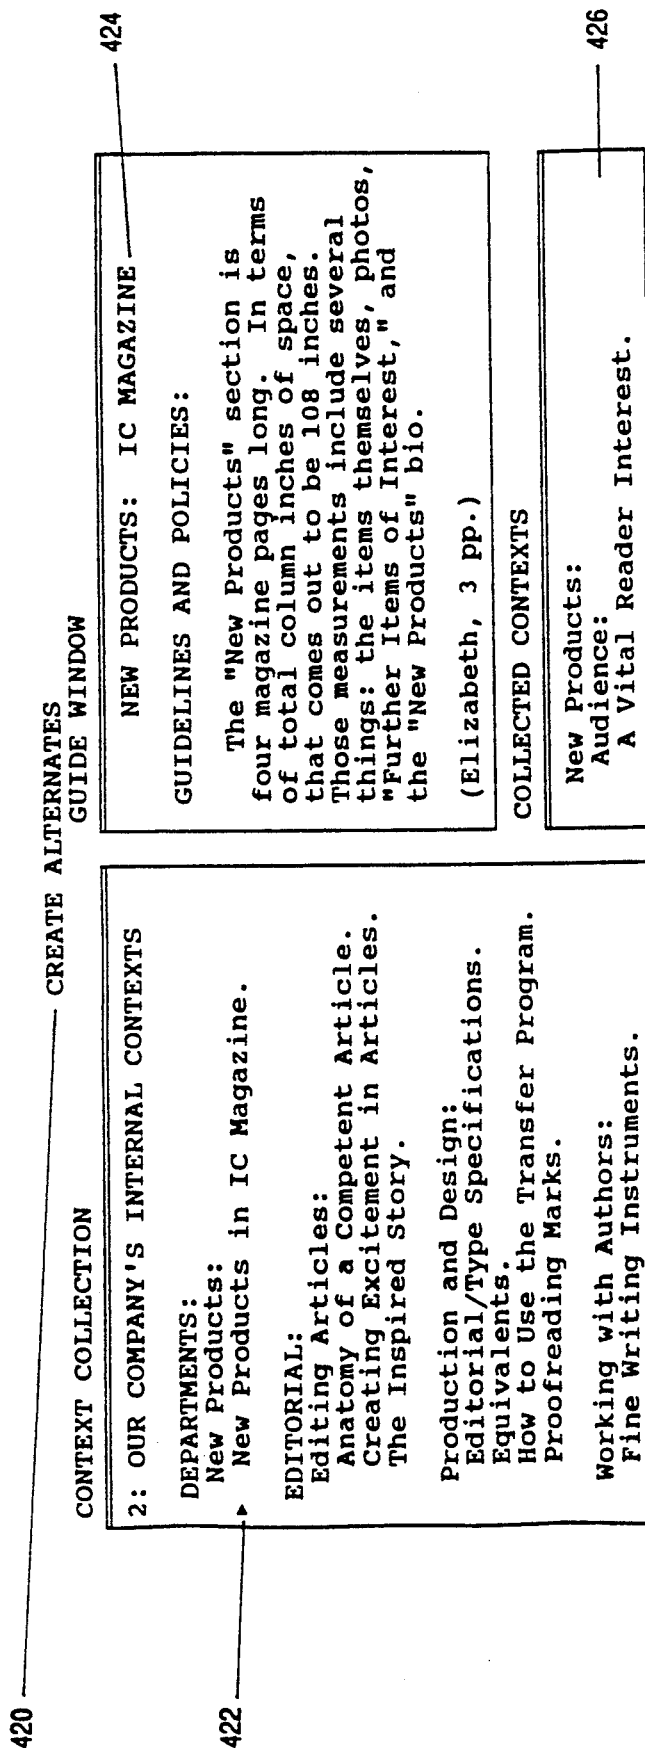 420
CREATE ALTERNATES
CONTEXT COLLECTION
2: OUR COMPANY'S INTERNAL CONTEXTS
DEPARTMENTS:
New Products:
422
New Products in IC Magazine.
EDITORIAL:
Editing Articles:
Anatomy of a Competent Article.
Creating Excitement in Articles.
The Inspired Story.
Production and Design:
Editorial/Type Specifications.
Equivalents.
How to Use the Transfer Program.
Proofreading Marks.
Working with Authors:
Fine Writing Instruments.
GUIDE WINDOW
NEW PRODUCTS: IC MAGAZINE
424
GUIDELINES AND POLICIES:
The "New Products" section is
four magazine pages long. In terms
of total column inches of space,
that comes out to be 108 inches.
Those measurements include several
things: the items themselves, photos,
"Further Items of Interest," and
the "New Products" bio.
(Elizabeth, 3 pp.)
COLLECTED CONTEXTS
426
New Products:
Audience:
A Vital Reader Interest.